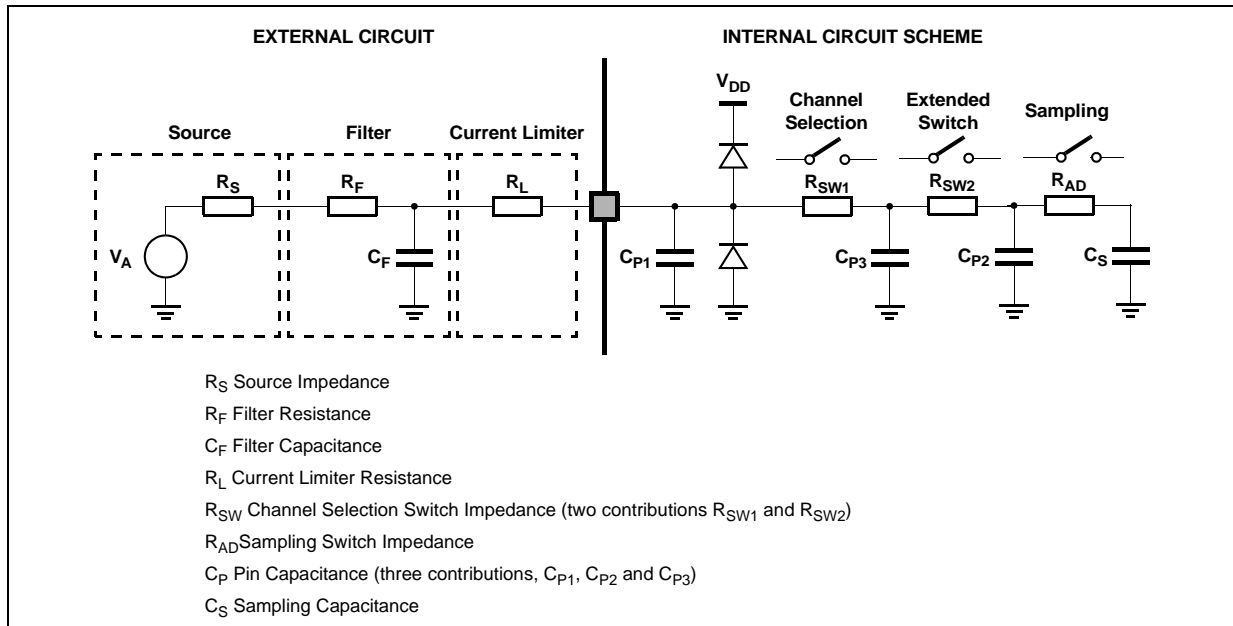 EXTERNAL CIRCUIT
INTERNAL CIRCUIT SCHEME
VDD
Channel
Selection
Extended
Switch
Sampling
Source
Filter
Current Limiter
RS
RF
RL
RSW1
RSW2
RAD
VA
CF
CP1
CP3
CP2
CS
RS Source Impedance
RF Filter Resistance
CF Filter Capacitance
RL Current Limiter Resistance
RSW Channel Selection Switch Impedance (two contributions RSW1 and RSW2)
RADSampling Switch Impedance
CP Pin Capacitance (three contributions, CP1, CP2 and CP3)
CS Sampling Capacitance